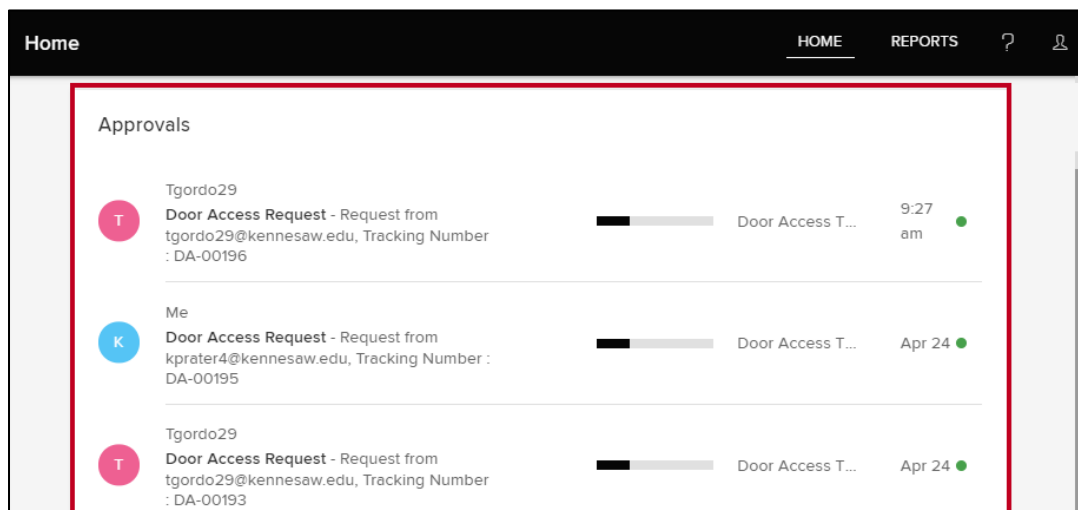 Home
HOME
REPORTS
?
Approvals
T
Tgordo29
Door Access Request - Request from
tgordo29@kennesaw.edu, Tracking Number
: DA-00196
Door Access T...
9:27
am
K
Me
Door Access Request - Request from
kprater4@kennesaw.edu, Tracking Number :
DA-00195
Door Access T...
Apr 24
T
Tgordo29
Door Access Request - Request from
tgordo29@kennesaw.edu, Tracking Number
: DA-00193
Door Access T...
Apr 24